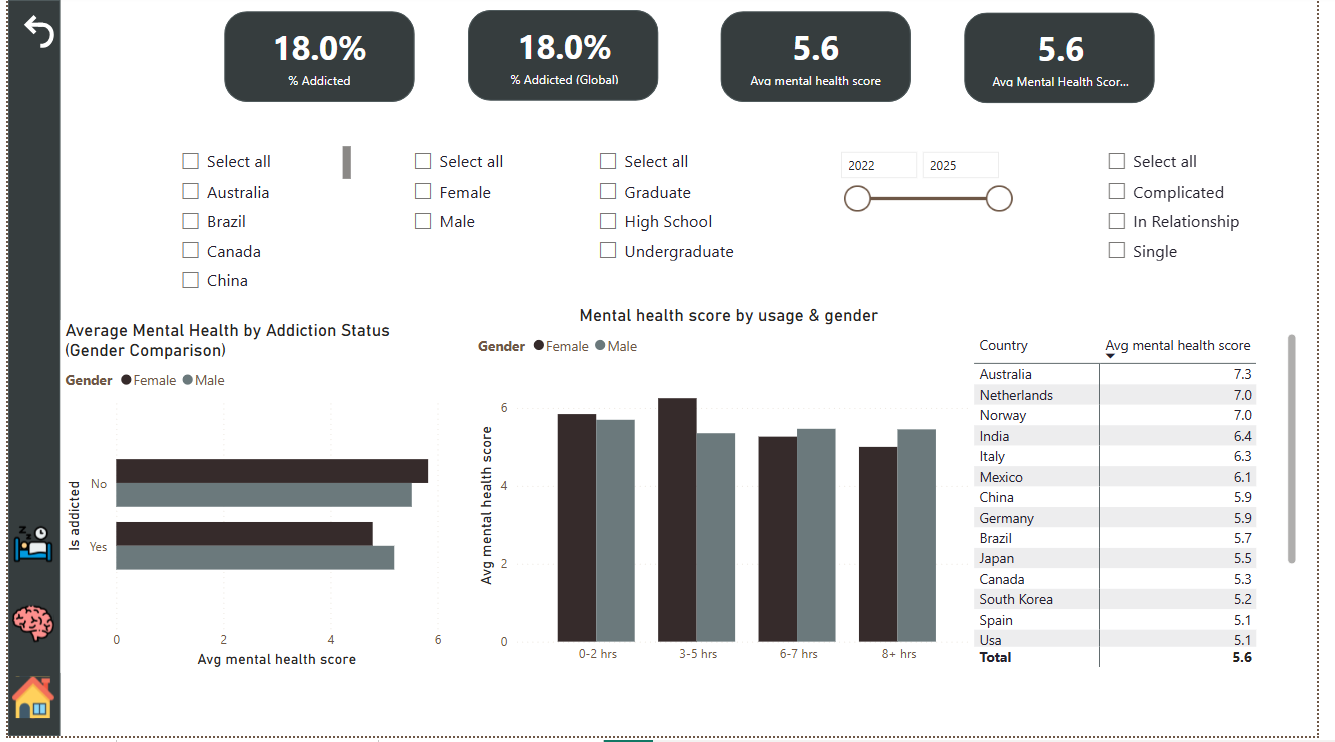 18.0%
% Addicted
18.0%
% Addicted (Global)
5.6
Avg mental health score
5.6
Avg Mental Health Scor...
Select all
Australia
Brazil
Canada
China
Select all
Female
Male
Select all
Graduate
High School
Undergraduate
2022 2025
Select all
Complicated
In Relationship
Single
Average Mental Health by Addiction Status
(Gender Comparison)
Gender Female Male
Is addicted
No
Yes
0 2 4 6
Avg mental health score
Mental health score by usage & gender
Gender Female Male
Avg mental health score
6
4
2
0
0-2 hrs 3-5 hrs 6-7 hrs 8+ hrs
Country Avg mental health score
Australia 7.3
Netherlands 7.0
Norway 7.0
India 6.4
Italy 6.3
Mexico 6.1
China 5.9
Germany 5.9
Brazil 5.7
Japan 5.5
Canada 5.3
South Korea 5.2
Spain 5.1
Usa 5.1
Total 5.6
z z